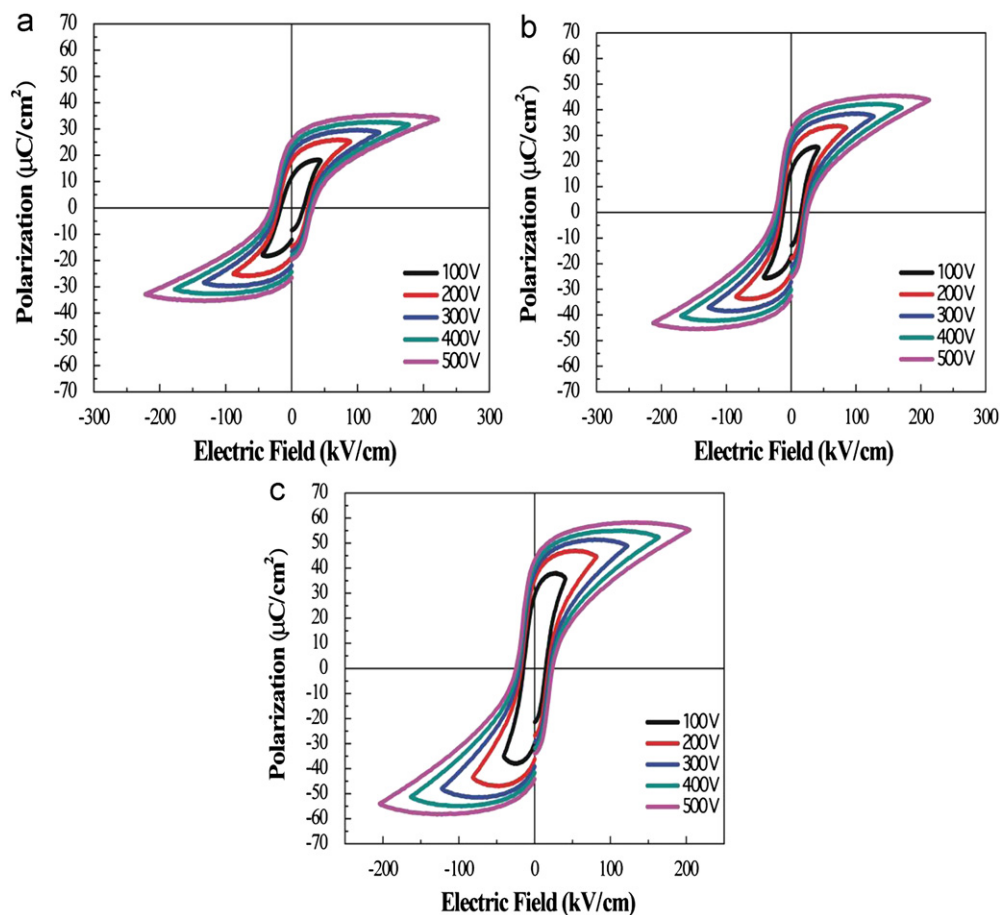 a
70
60
50
40
30
20
10
0
-10
-20
-30
-40
-50
-60
-70
Polarization (μC/cm²)
100V
200V
300V
400V
500V
-300 -200 -100 0 100 200 300
Electric Field (kV/cm)
b
70
60
50
40
30
20
10
0
-10
-20
-30
-40
-50
-60
-70
Polarization (μC/cm²)
100V
200V
300V
400V
500V
-300 -200 -100 0 100 200 300
Electric Field (kV/cm)
c
70
60
50
40
30
20
10
0
-10
-20
-30
-40
-50
-60
-70
Polarization (μC/cm²)
100V
200V
300V
400V
500V
-200 -100 0 100 200
Electric Field (kV/cm)